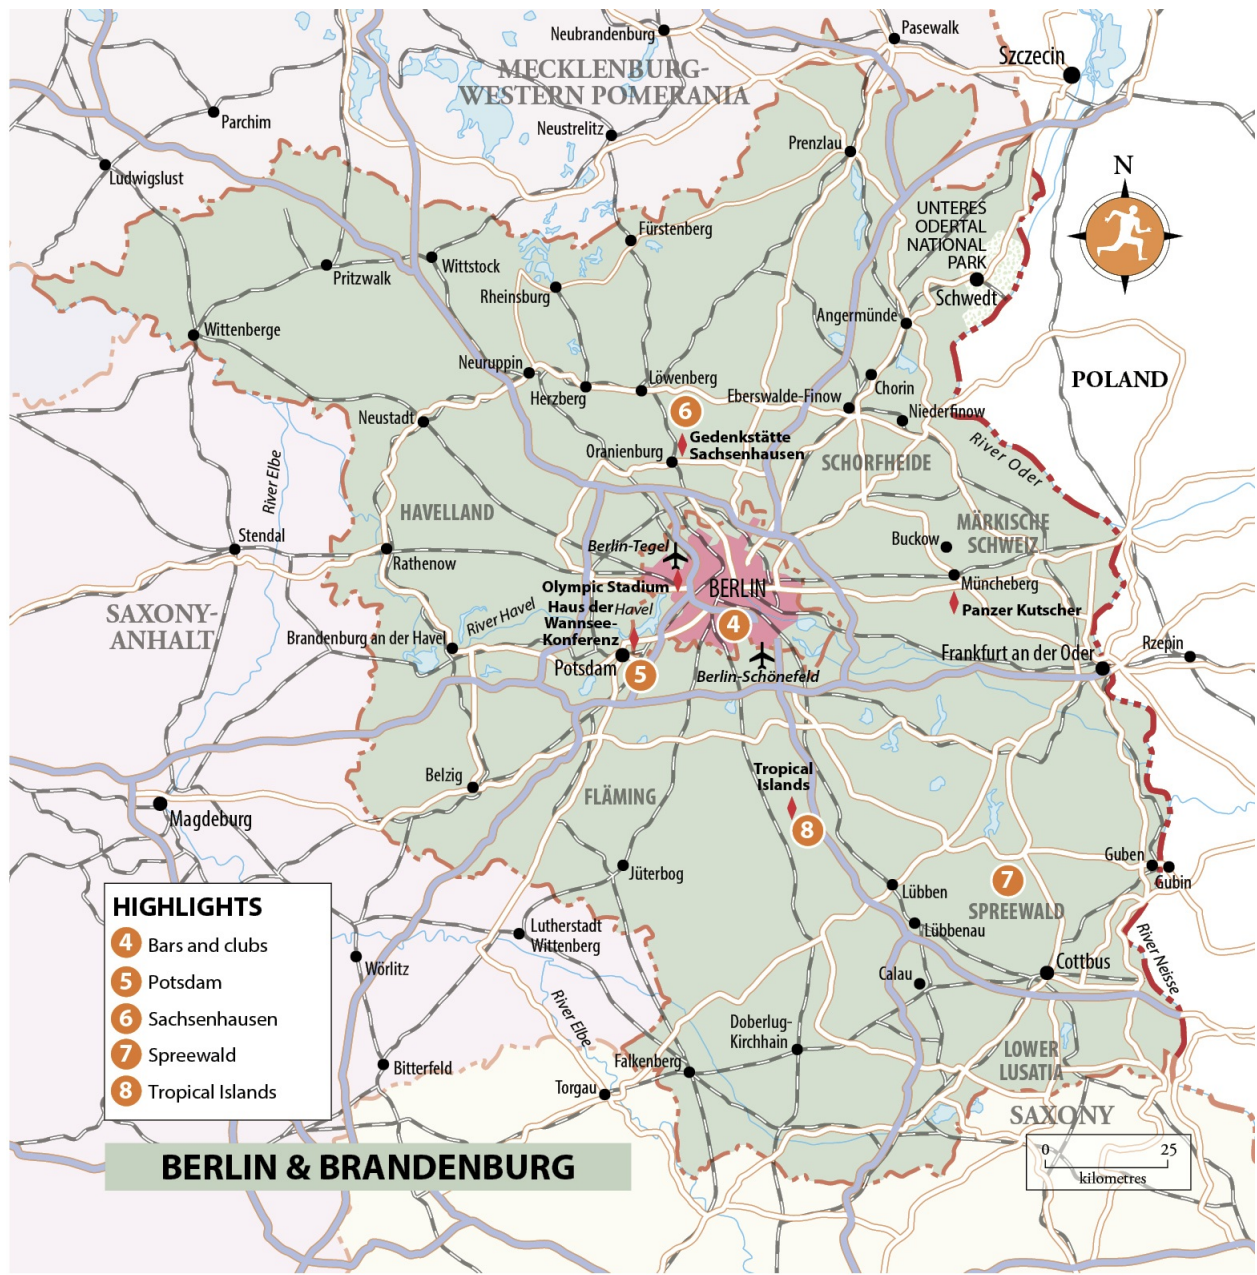 Neubrandenburg
Pasewalk
Szczecin
MECKLENBURG-
WESTERN POMERANIA
Parchim
Neustrelitz
Prenzlau
Ludwigslust
N
UNTERES
ODERTAL
NATIONAL
PARK
Fürstenberg
Wittstock
Pritzwalk
Rheinsburg
Schwedt
Angermünde
Wittenberge
Neuruppin
Löwenberg
Chorin
POLAND
Herzberg
Eberswalde-Finow
Niederfinow
6
Neustadt
Gedenkstätte
Sachsenhausen
Oranienburg
SCHORFHEIDE
River Oder
River Elbe
HAVELLAND
MÄRKISCHE
SCHWEIZ
Stendal
Buckow
Berlin-Tegel
Rathenow
Müncheberg
Olympic Stadium
BERLIN
Haus der
Wannsee-
Konferenz
Havel
Panzer Kutscher
SAXONY-
ANHALT
River Havel
4
Brandenburg an der Havel
Rzepin
Frankfurt an der Oder
Potsdam
5
Berlin-Schönefeld
Tropical
Islands
Belzig
FLÄMING
8
Magdeburg
Guben
Gubin
Jüterbog
7
Lübben
SPREEWALD
Lübbenau
Lutherstadt
Wittenberg
River Neisse
Wörlitz
Cottbus
Calau
River Elbe
Doberlug-
Kirchhain
LOWER
LUSATIA
Falkenberg
Bitterfeld
Torgau
SAXONY
HIGHLIGHTS
4 Bars and clubs
5 Potsdam
6 Sachsenhausen
7 Spreewald
8 Tropical Islands
BERLIN & BRANDENBURG
0 25
kilometres